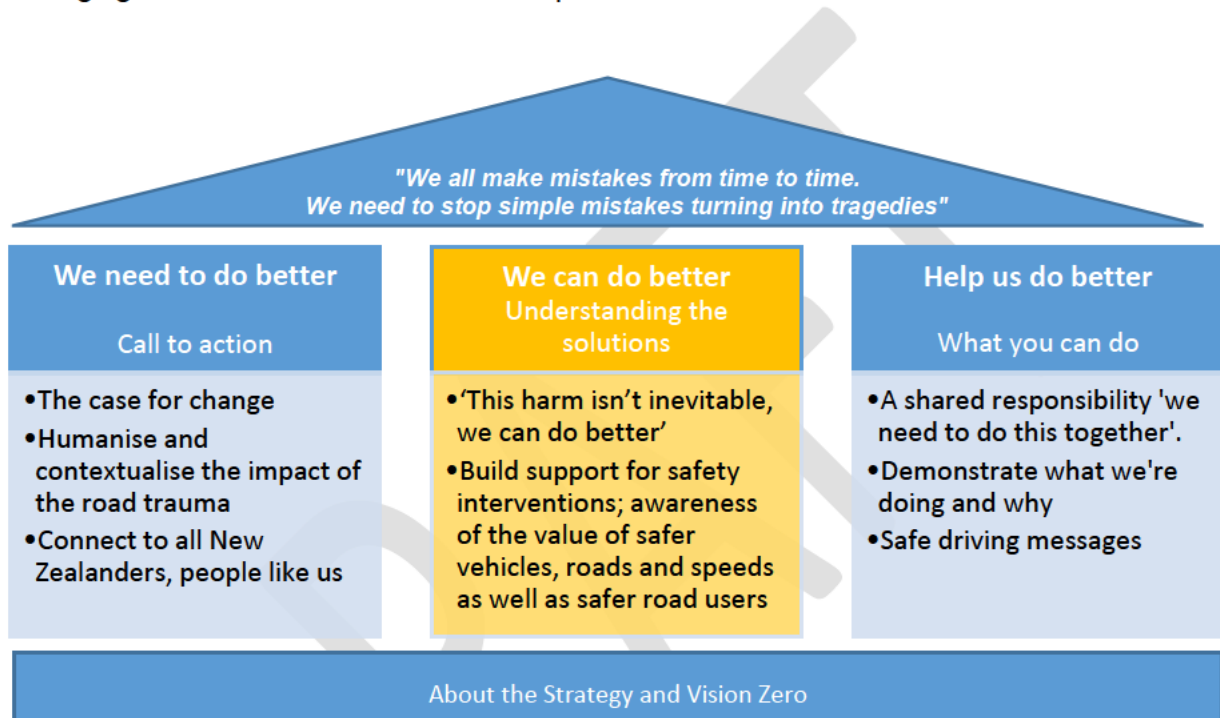 "We all make mistakes from time to time.
We need to stop simple mistakes turning into tragedies"
We need to do better
Call to action
•The case for change
•Humanise and
contextualise the impact of
the road trauma
•Connect to all New
Zealanders, people like us
We can do better
Understanding the
solutions
•‘This harm isn’t inevitable,
we can do better’
•Build support for safety
interventions; awareness
of the value of safer
vehicles, roads and speeds
as well as safer road users
Help us do better
What you can do
•A shared responsibility 'we
need to do this together'.
•Demonstrate what we're
doing and why
•Safe driving messages
About the Strategy and Vision Zero